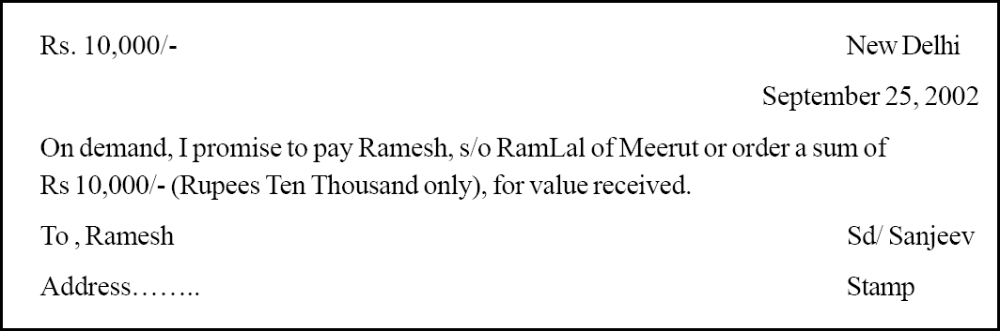 Rs. 10,000/- New Delhi
September 25, 2002
On demand, I promise to pay Ramesh, s/o RamLal of Meerut or order a sum of
Rs 10,000/- (Rupees Ten Thousand only), for value received.
To , Ramesh Sd/ Sanjeev
Address…….. Stamp